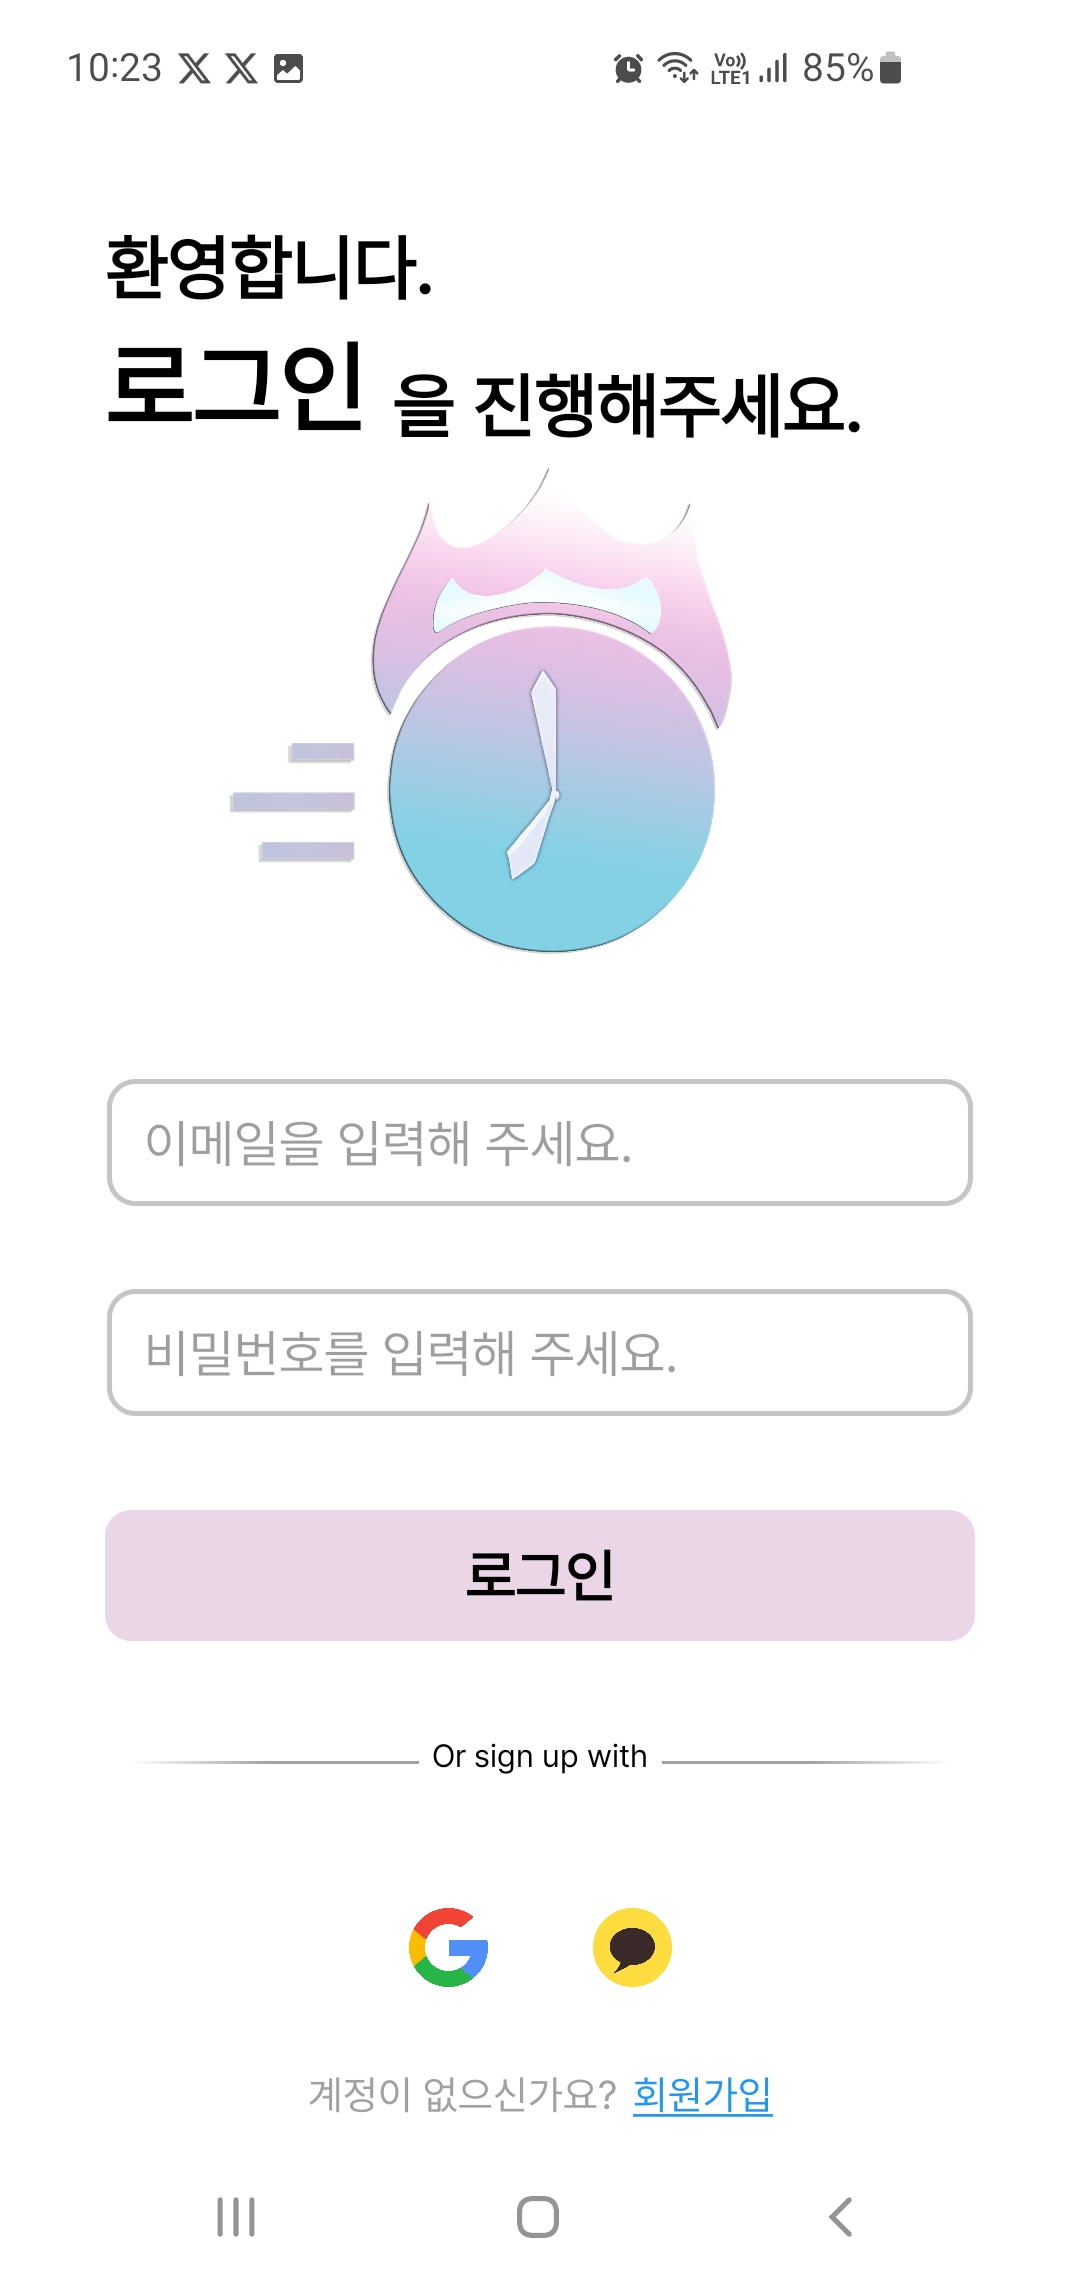 10:23
Vo)) LTE1 85%
환영합니다.
로그인 을 진행해주세요.
이메일을 입력해 주세요.
비밀번호를 입력해 주세요.
로그인
Or sign up with
계정이 없으신가요? 회원가입